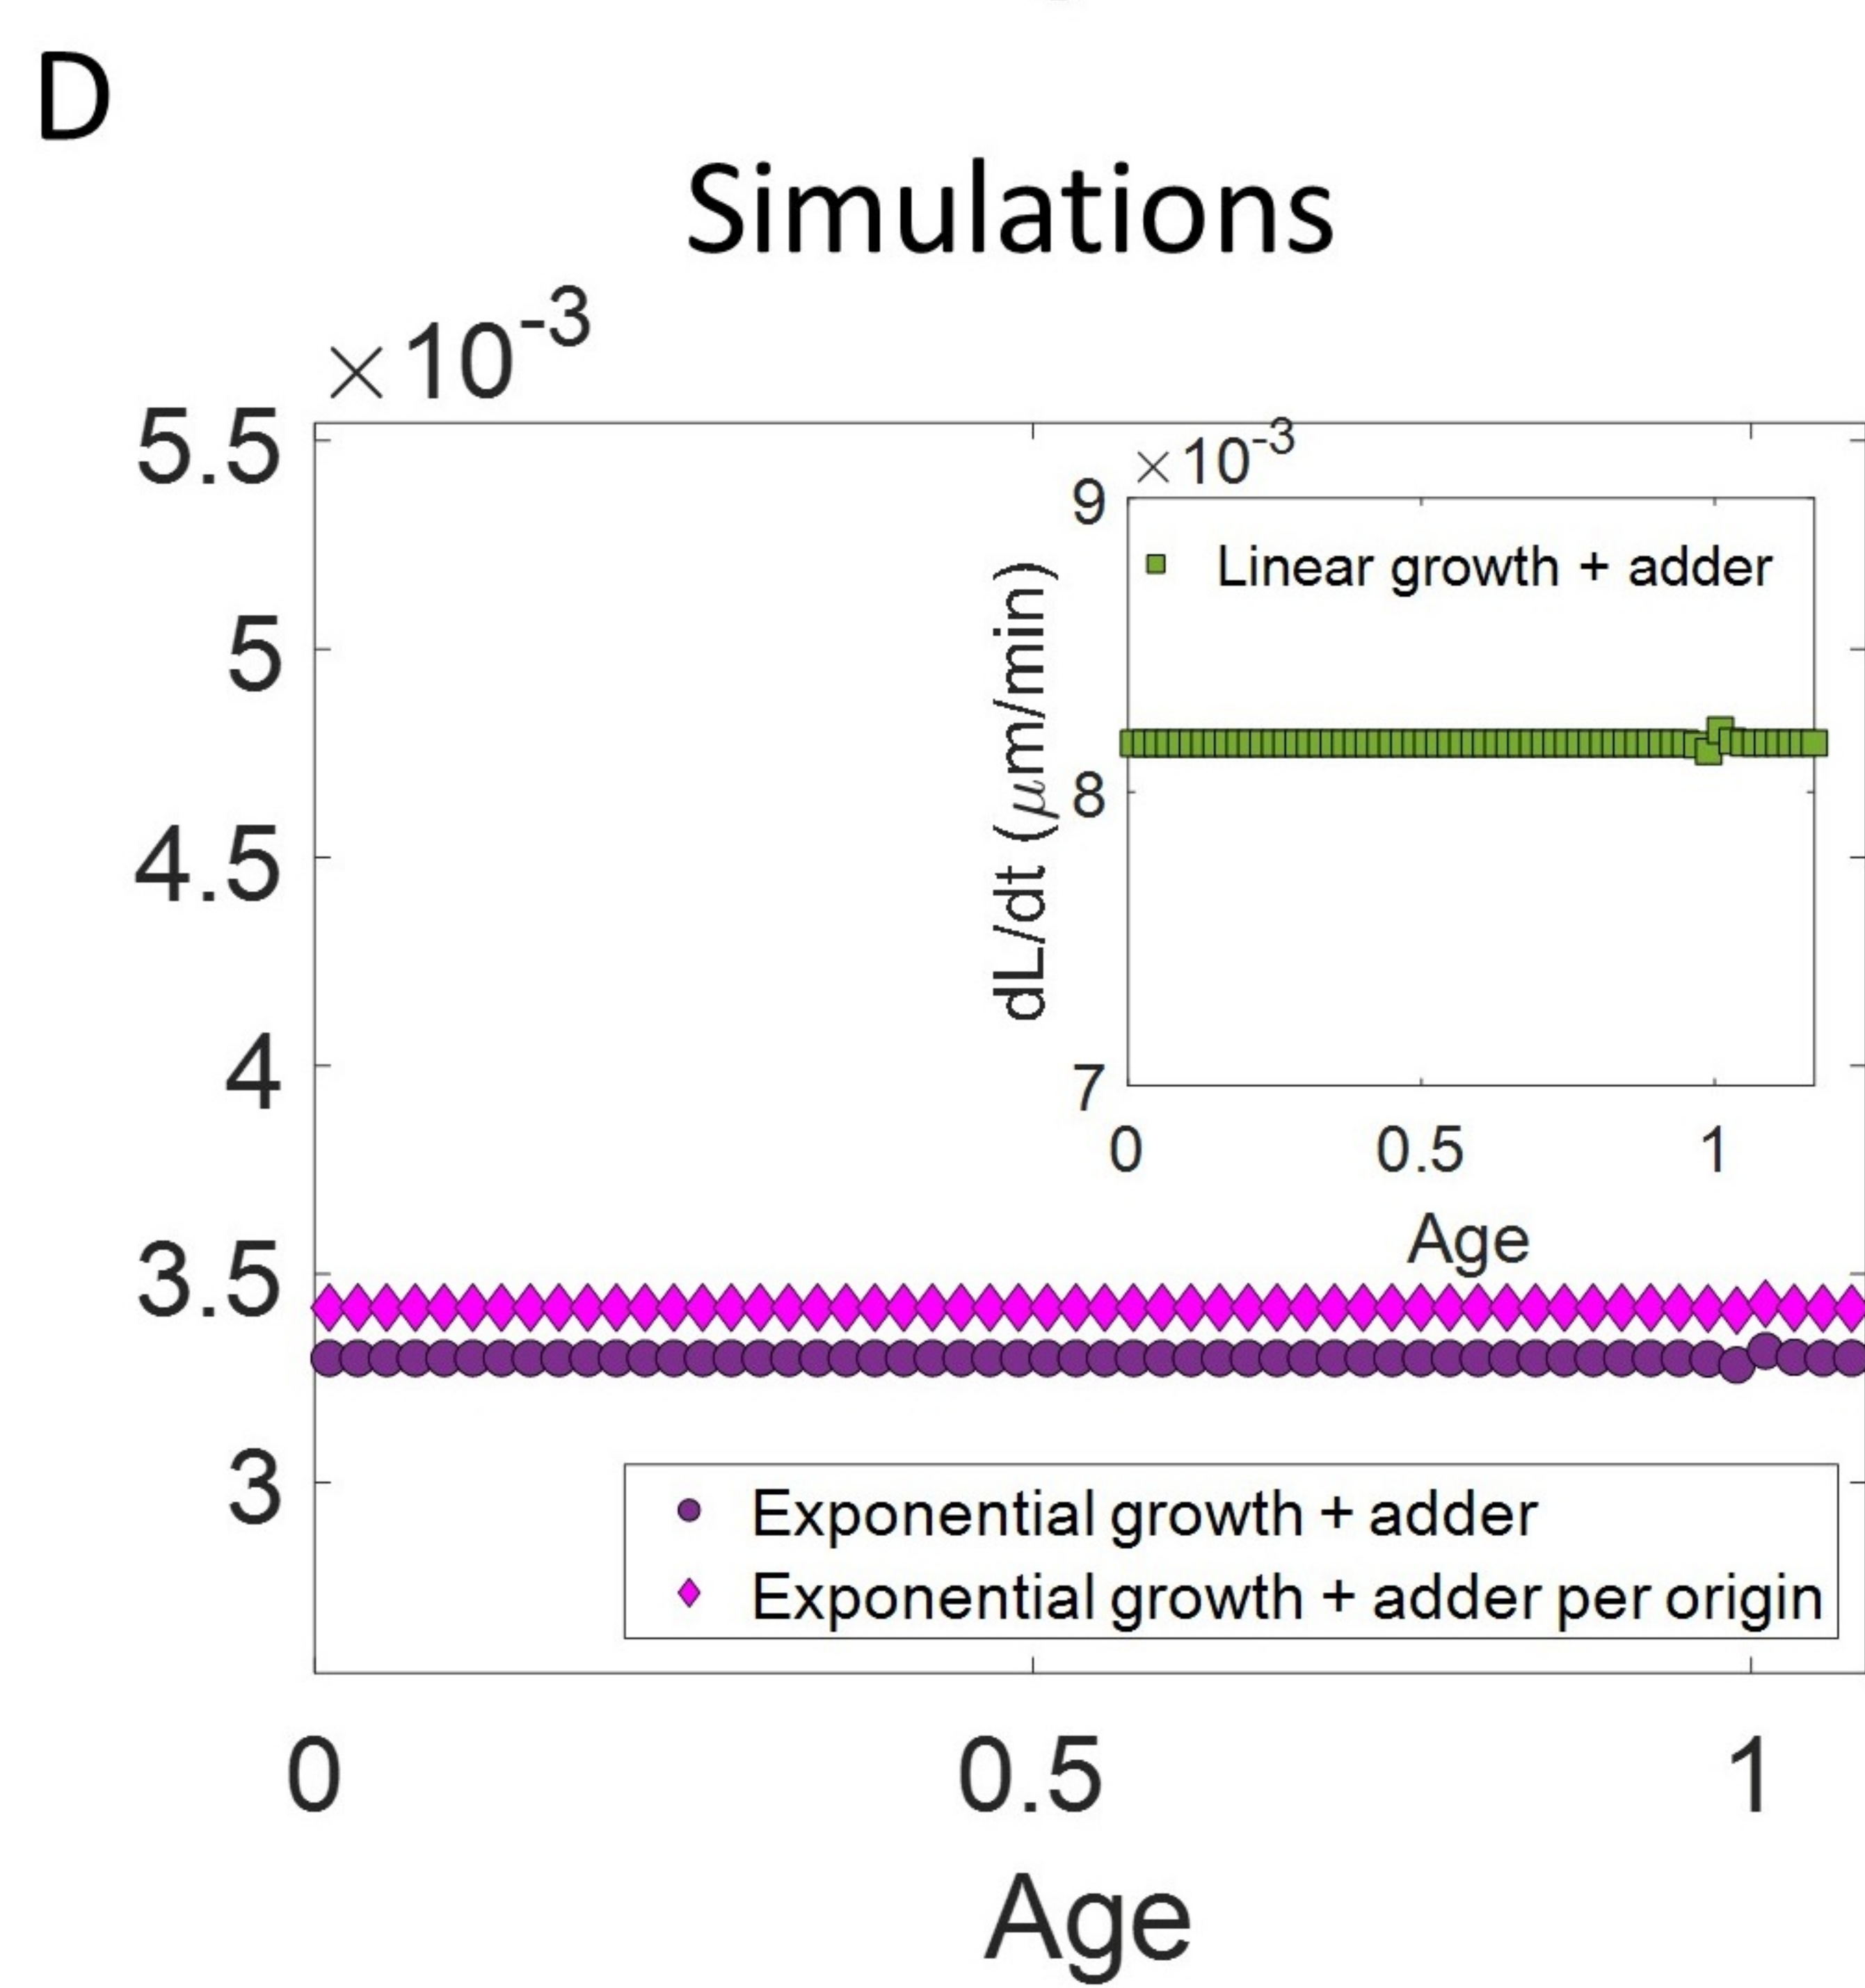 D
Simulations
×10-3
5.5
5
4.5
4
3.5
3
0
0.5
1
Age
×10-3
9
8
7
dL/dt (μm/min)
Linear growth + adder
0
0.5
1
Age
Exponential growth + adder
Exponential growth + adder per origin